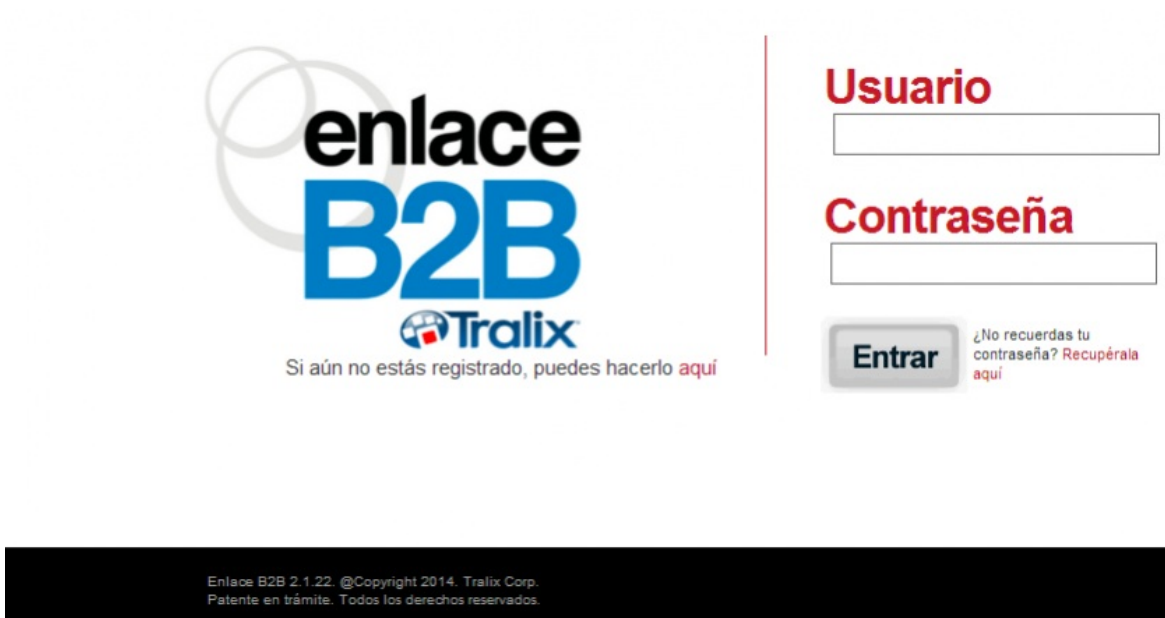 enlace
B2B
Tralix
Si aún no estás registrado, puedes hacerlo aquí
Usuario
Contraseña
Entrar
¿No recuerdas tu
contraseña? Recupérala
aquí
Enlace B2B 2.1.22. @Copyright 2014. Tralix Corp.
Patente en trámite. Todos los derechos reservados.